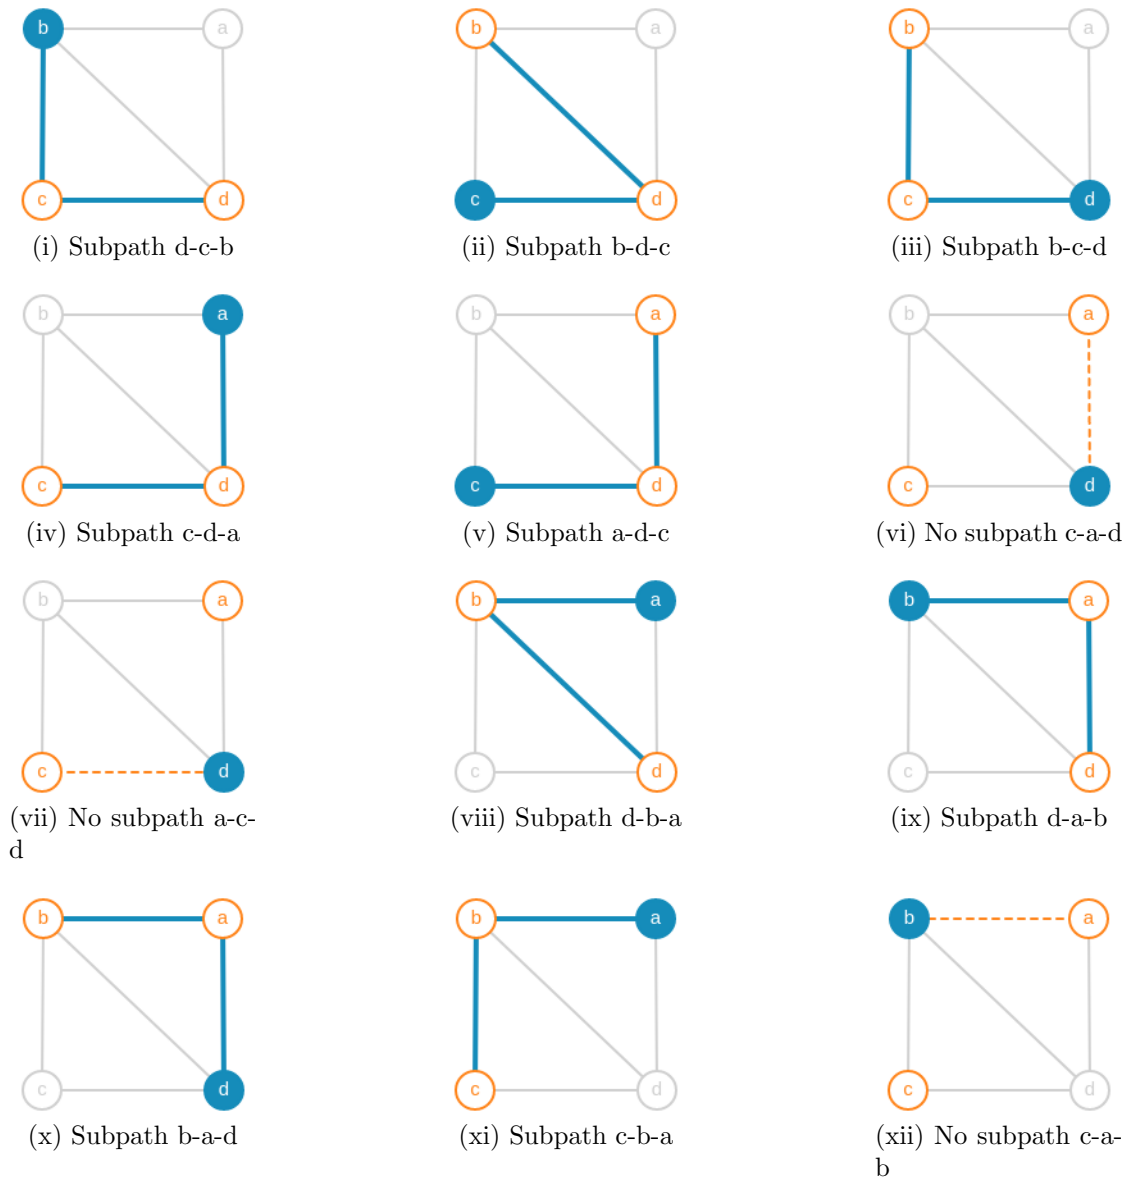 b a b a b a
c d c d c d
(i) Subpath d-c-b (ii) Subpath b-d-c (iii) Subpath b-c-d
b a b a b a
c d c d c d
(iv) Subpath c-d-a (v) Subpath a-d-c (vi) No subpath c-a-d
b a b a b a
c d c d c d
(vii) No subpath a-c- (viii) Subpath d-b-a (ix) Subpath d-a-b
d
b a b a b a
c d c d c d
(x) Subpath b-a-d (xi) Subpath c-b-a (xii) No subpath c-a-
b